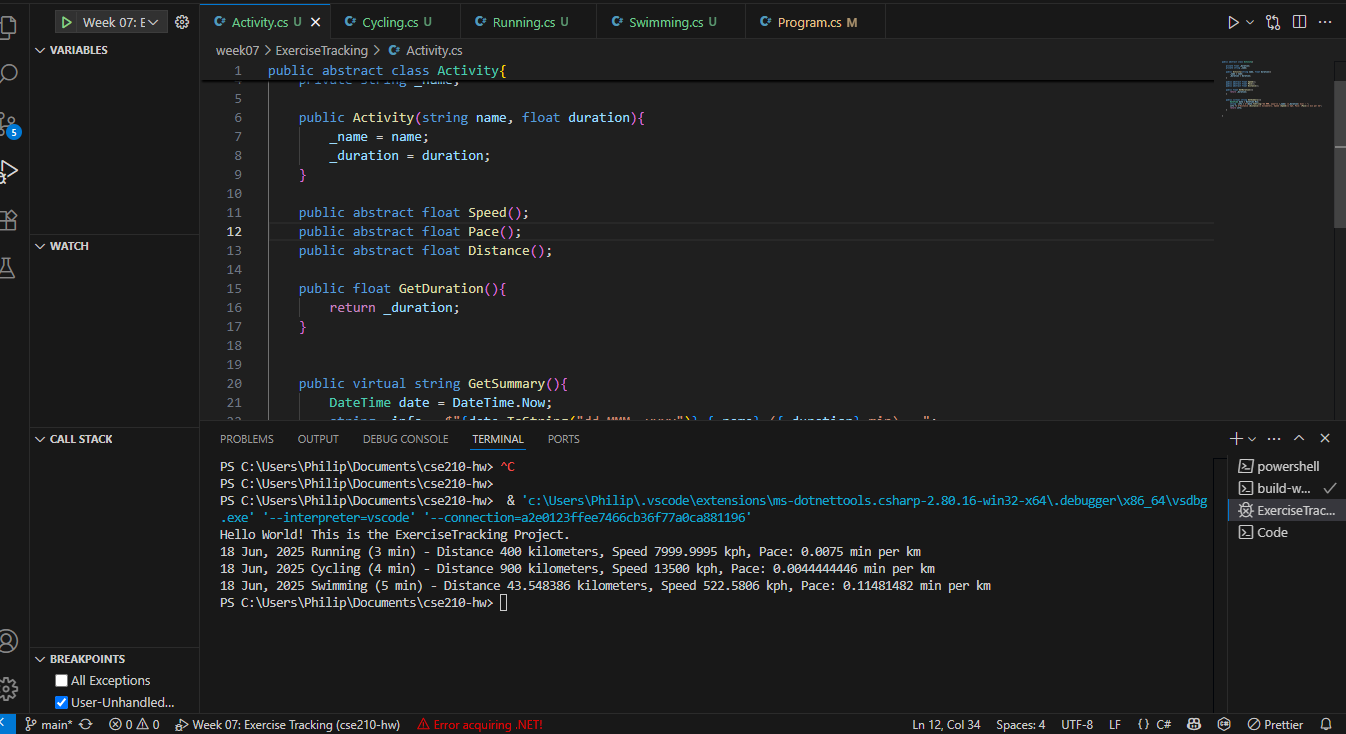 Week 07: E
Activity.cs U
Cycling.cs U
Running.cs U
Swimming.cs U
Program.cs M
VARIABLES
WATCH
CALL STACK
BREAKPOINTS
All Exceptions
User-Unhandled...
5
week07 > ExerciseTracking > Activity.cs
1 public abstract class Activity{
private string _name;
5
6 public Activity(string name, float duration){
7 _name = name;
8 _duration = duration;
9 }
10
11 public abstract float Speed();
12 public abstract float Pace();
13 public abstract float Distance();
14
15 public float GetDuration(){
16 return _duration;
17 }
18
19
20 public virtual string GetSummary(){
21 DateTime date = DateTime.Now;
PROBLEMS OUTPUT DEBUG CONSOLE TERMINAL PORTS
PS C:\Users\Philip\Documents\cse210-hw> ^C
PS C:\Users\Philip\Documents\cse210-hw>
PS C:\Users\Philip\Documents\cse210-hw> & 'c:\Users\Philip\.vscode\extensions\ms-dotnettools.csharp-2.80.16-win32-x64\.debugger\x86_64\vsdbg
.exe' '--interpreter=vscode' '--connection=a2e0123ffee7466cb36f77a0ca881196'
Hello World! This is the ExerciseTracking Project.
18 Jun, 2025 Running (3 min) - Distance 400 kilometers, Speed 7999.9995 kph, Pace: 0.0075 min per km
18 Jun, 2025 Cycling (4 min) - Distance 900 kilometers, Speed 13500 kph, Pace: 0.0044444446 min per km
18 Jun, 2025 Swimming (5 min) - Distance 43.548386 kilometers, Speed 522.5806 kph, Pace: 0.11481482 min per km
PS C:\Users\Philip\Documents\cse210-hw>
powershell
build-w...
ExerciseTrac...
Code
main* 0 0 Week 07: Exercise Tracking (cse210-hw) Error acquiring .NET! Ln 12, Col 34 Spaces: 4 UTF-8 LF {} C# Prettier